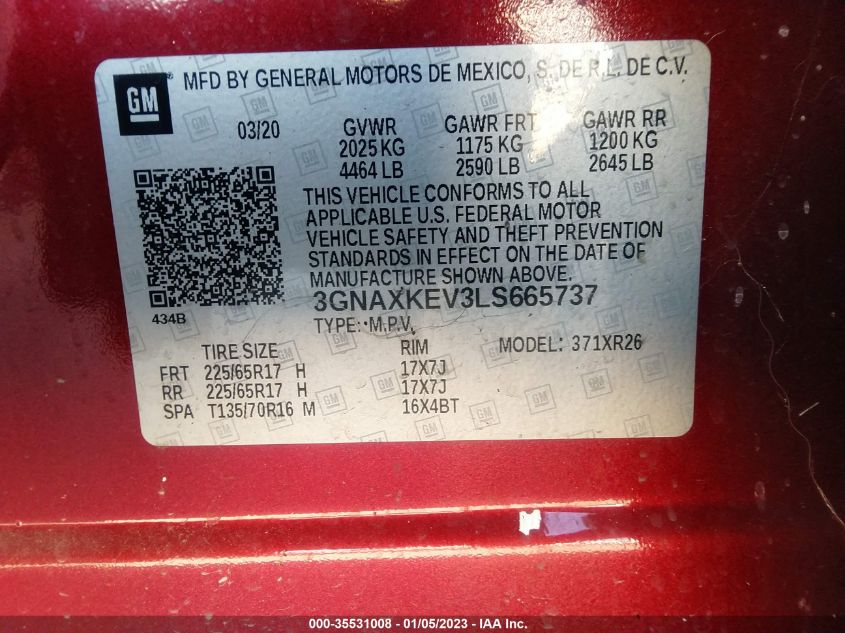 GM ® MFD BY GENERAL MOTORS DE MEXICO, S. DE R.L. DE C.V.
03/20 GVWR GAWR FRT GAWR RR
2025 KG 1175 KG 1200 KG
4464 LB 2590 LB 2645 LB
THIS VEHICLE CONFORMS TO ALL
APPLICABLE U.S. FEDERAL MOTOR
VEHICLE SAFETY AND THEFT PREVENTION
STANDARDS IN EFFECT ON THE DATE OF
MANUFACTURE SHOWN ABOVE.
434B 3GNAXKEV3LS665737
TYPE: M.P.V.
TIRE SIZE RIM MODEL: 371XR26
FRT 225/65R17 H 17X7J
RR 225/65R17 H 17X7J
SPA T135/70R16 M 16X4BT
000-35531008 - 01/05/2023 - IAA Inc.